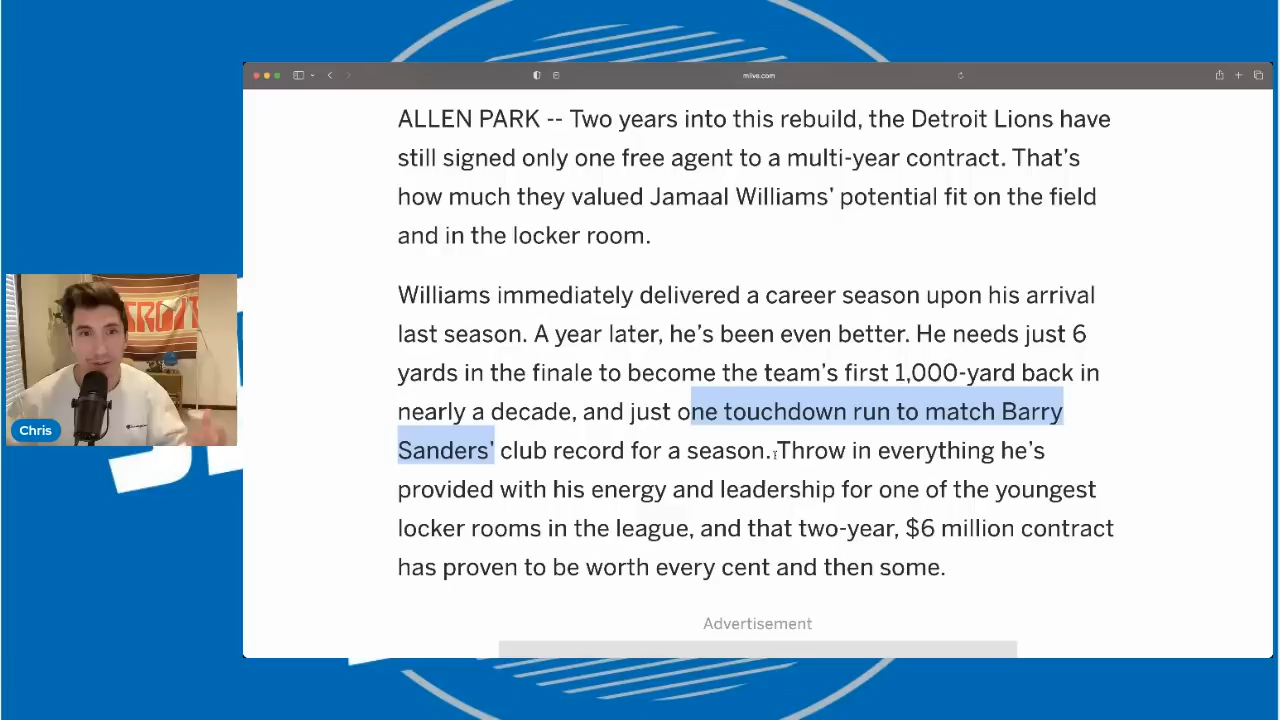 mlive.com
ALLEN PARK -- Two years into this rebuild, the Detroit Lions have
still signed only one free agent to a multi-year contract. That's
how much they valued Jamaal Williams' potential fit on the field
and in the locker room.
Williams immediately delivered a career season upon his arrival
last season. A year later, he's been even better. He needs just 6
yards in the finale to become the team's first 1,000-yard back in
nearly a decade, and just one touchdown run to match Barry
Sanders' club record for a season. Throw in everything he's
provided with his energy and leadership for one of the youngest
locker rooms in the league, and that two-year, $6 million contract
has proven to be worth every cent and then some.
Advertisement
Chris